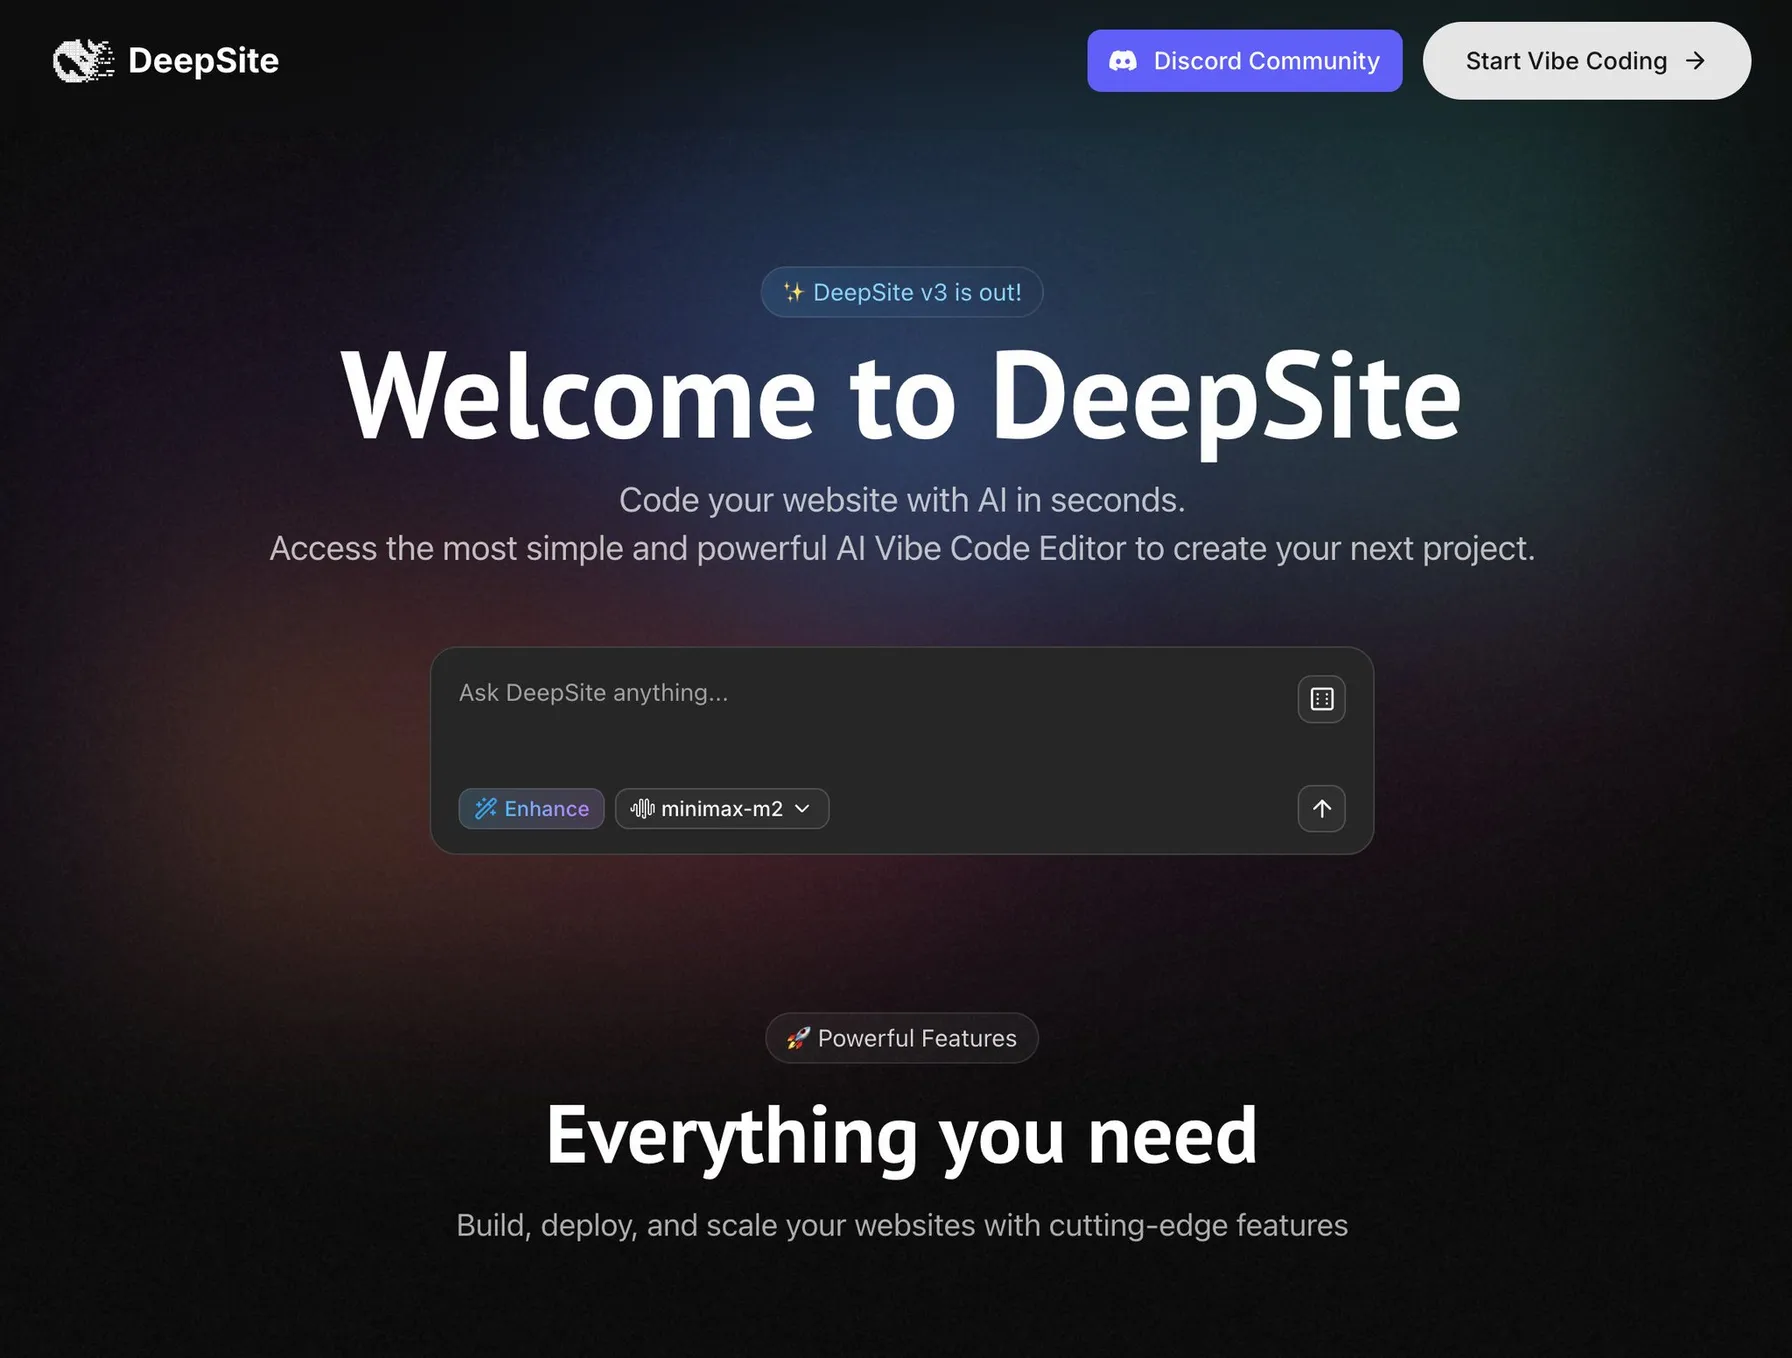 DeepSite
Discord Community
Start Vibe Coding →
✨ DeepSite v3 is out!
Welcome to DeepSite
Code your website with AI in seconds.
Access the most simple and powerful AI Vibe Code Editor to create your next project.
Ask DeepSite anything...
Enhance
minimax-m2
🚀 Powerful Features
Everything you need
Build, deploy, and scale your websites with cutting-edge features